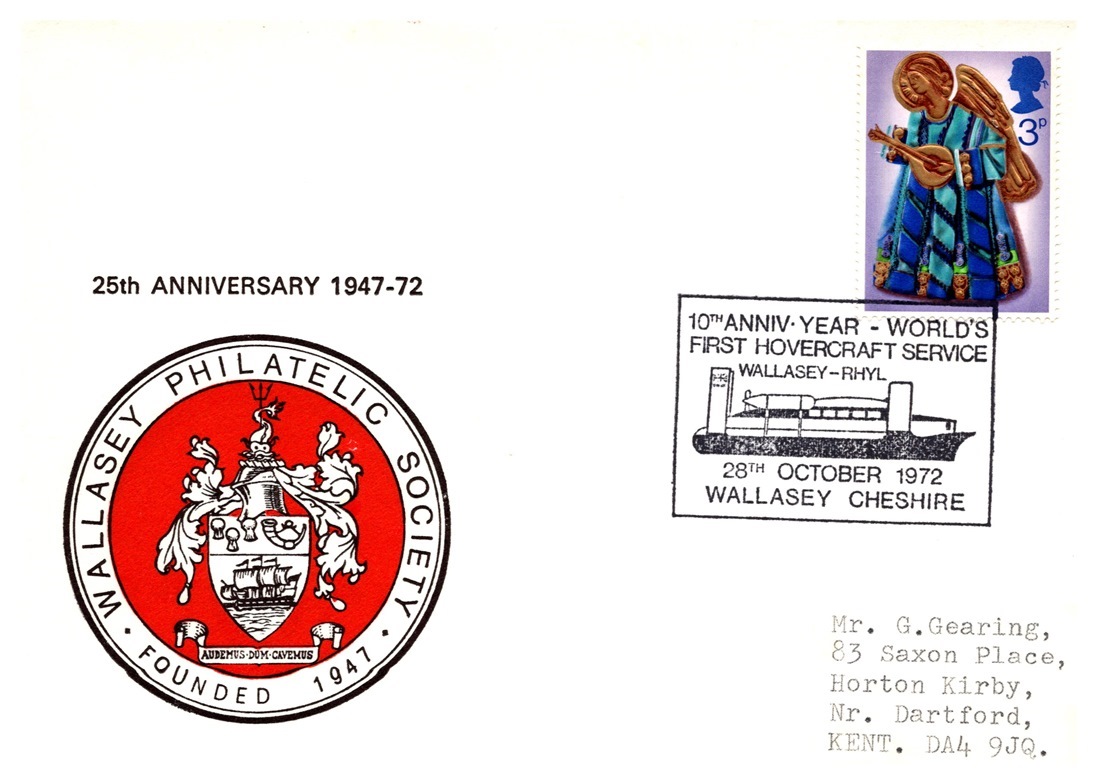 3P
25th ANNIVERSARY 1947-72
10TH ANNIV·YEAR - WORLD'S
FIRST HOVERCRAFT SERVICE
WALLASEY-RHYL
28TH OCTOBER 1972
WALLASEY CHESHIRE
WALLASEY PHILATELIC SOCIETY
AUDEMUS·DUM·CAVEMUS
FOUNDED 1947
Mr. G.Gearing,
83 Saxon Place,
Horton Kirby,
Nr. Dartford,
KENT. DA4 9JQ.